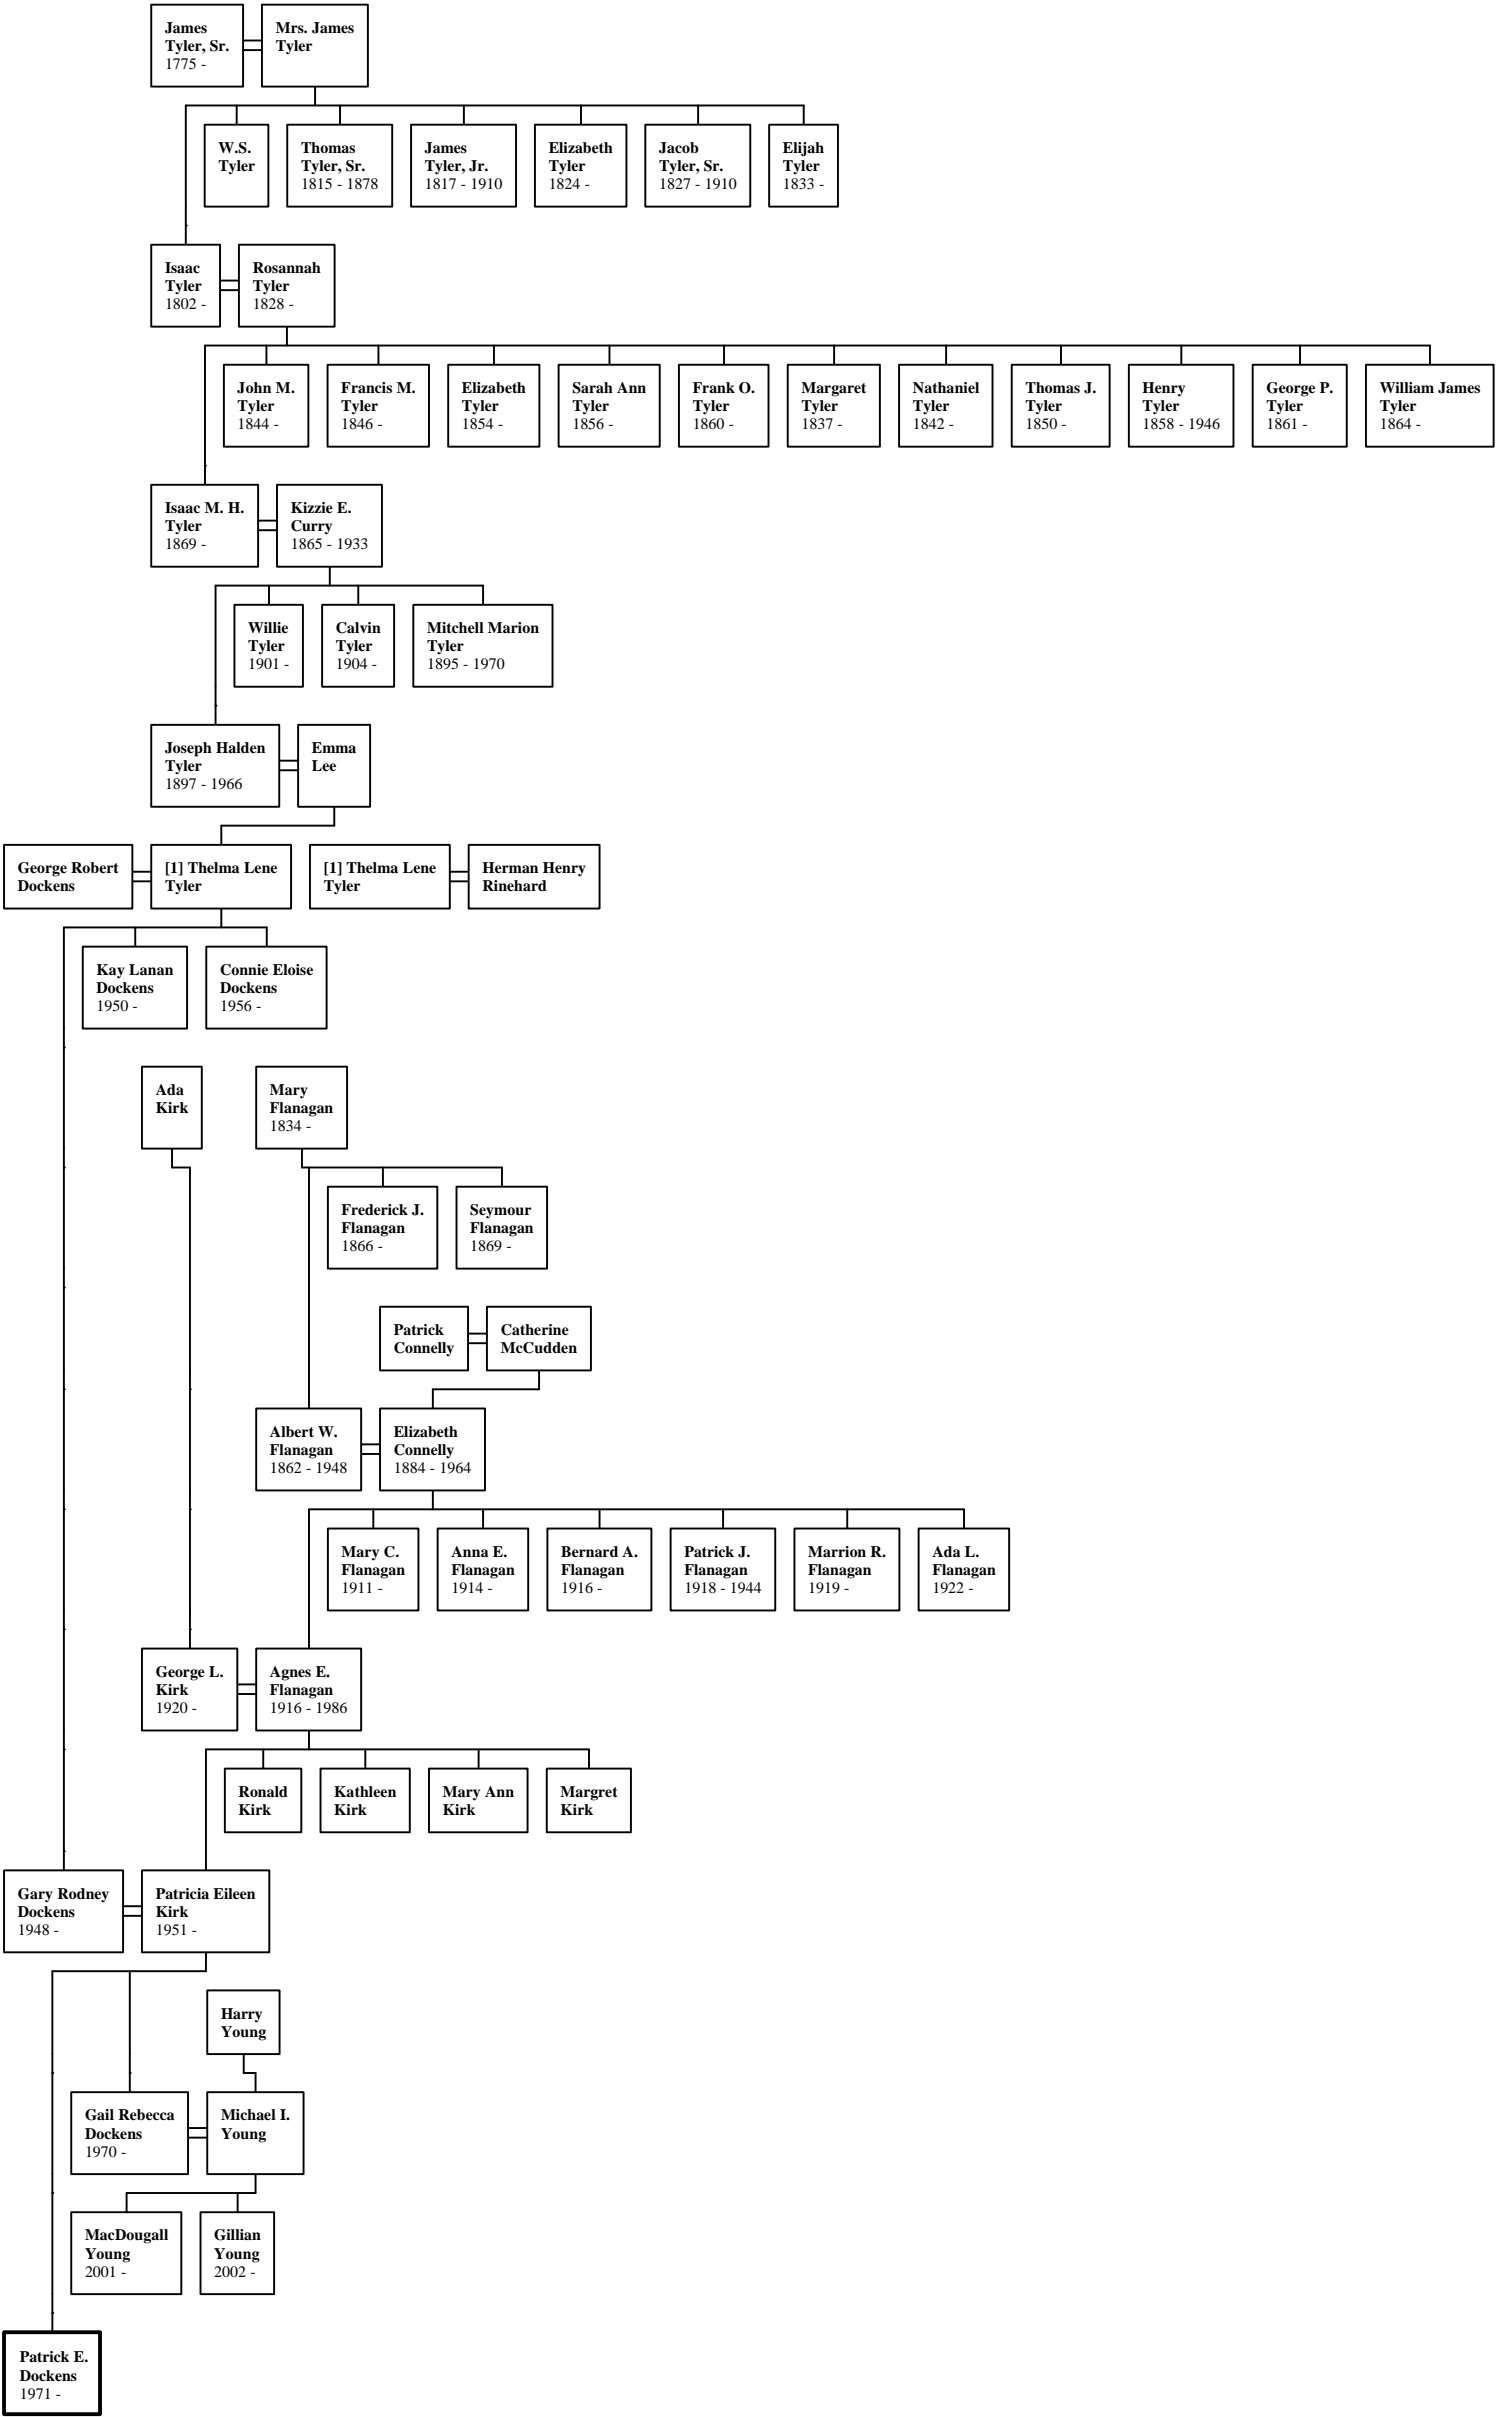 James
Tyler, Sr.
1775 -
Mrs. James
Tyler
W.S.
Tyler
Thomas
Tyler, Sr.
1815 - 1878
James
Tyler, Jr.
1817 - 1910
Elizabeth
Tyler
1824 -
Jacob
Tyler, Sr.
1827 - 1910
Elijah
Tyler
1833 -
Isaac
Tyler
1802 -
Rosannah
Tyler
1828 -
John M.
Tyler
1844 -
Francis M.
Tyler
1846 -
Elizabeth
Tyler
1854 -
Sarah Ann
Tyler
1856 -
Frank O.
Tyler
1860 -
Margaret
Tyler
1837 -
Nathaniel
Tyler
1842 -
Thomas J.
Tyler
1850 -
Henry
Tyler
1858 - 1946
George P.
Tyler
1861 -
William James
Tyler
1864 -
Isaac M. H.
Tyler
1869 -
Kizzie E.
Curry
1865 - 1933
Willie
Tyler
1901 -
Calvin
Tyler
1904 -
Mitchell Marion
Tyler
1895 - 1970
Joseph Halden
Tyler
1897 - 1966
Emma
Lee
George Robert
Dockens
[1] Thelma Lene
Tyler
[1] Thelma Lene
Tyler
Herman Henry
Rinehard
Kay Lanan
Dockens
1950 -
Connie Eloise
Dockens
1956 -
Ada
Kirk
Mary
Flanagan
1834 -
Frederick J.
Flanagan
1866 -
Seymour
Flanagan
1869 -
Patrick
Connelly
Catherine
McCudden
Albert W.
Flanagan
1862 - 1948
Elizabeth
Connelly
1884 - 1964
Mary C.
Flanagan
1911 -
Anna E.
Flanagan
1914 -
Bernard A.
Flanagan
1916 -
Patrick J.
Flanagan
1918 - 1944
Marrion R.
Flanagan
1919 -
Ada L.
Flanagan
1922 -
George L.
Kirk
1920 -
Agnes E.
Flanagan
1916 - 1986
Ronald
Kirk
Kathleen
Kirk
Mary Ann
Kirk
Margret
Kirk
Gary Rodney
Dockens
1948 -
Patricia Eileen
Kirk
1951 -
Harry
Young
Gail Rebecca
Dockens
1970 -
Michael I.
Young
MacDougall
Young
2001 -
Gillian
Young
2002 -
Patrick E.
Dockens
1971 -